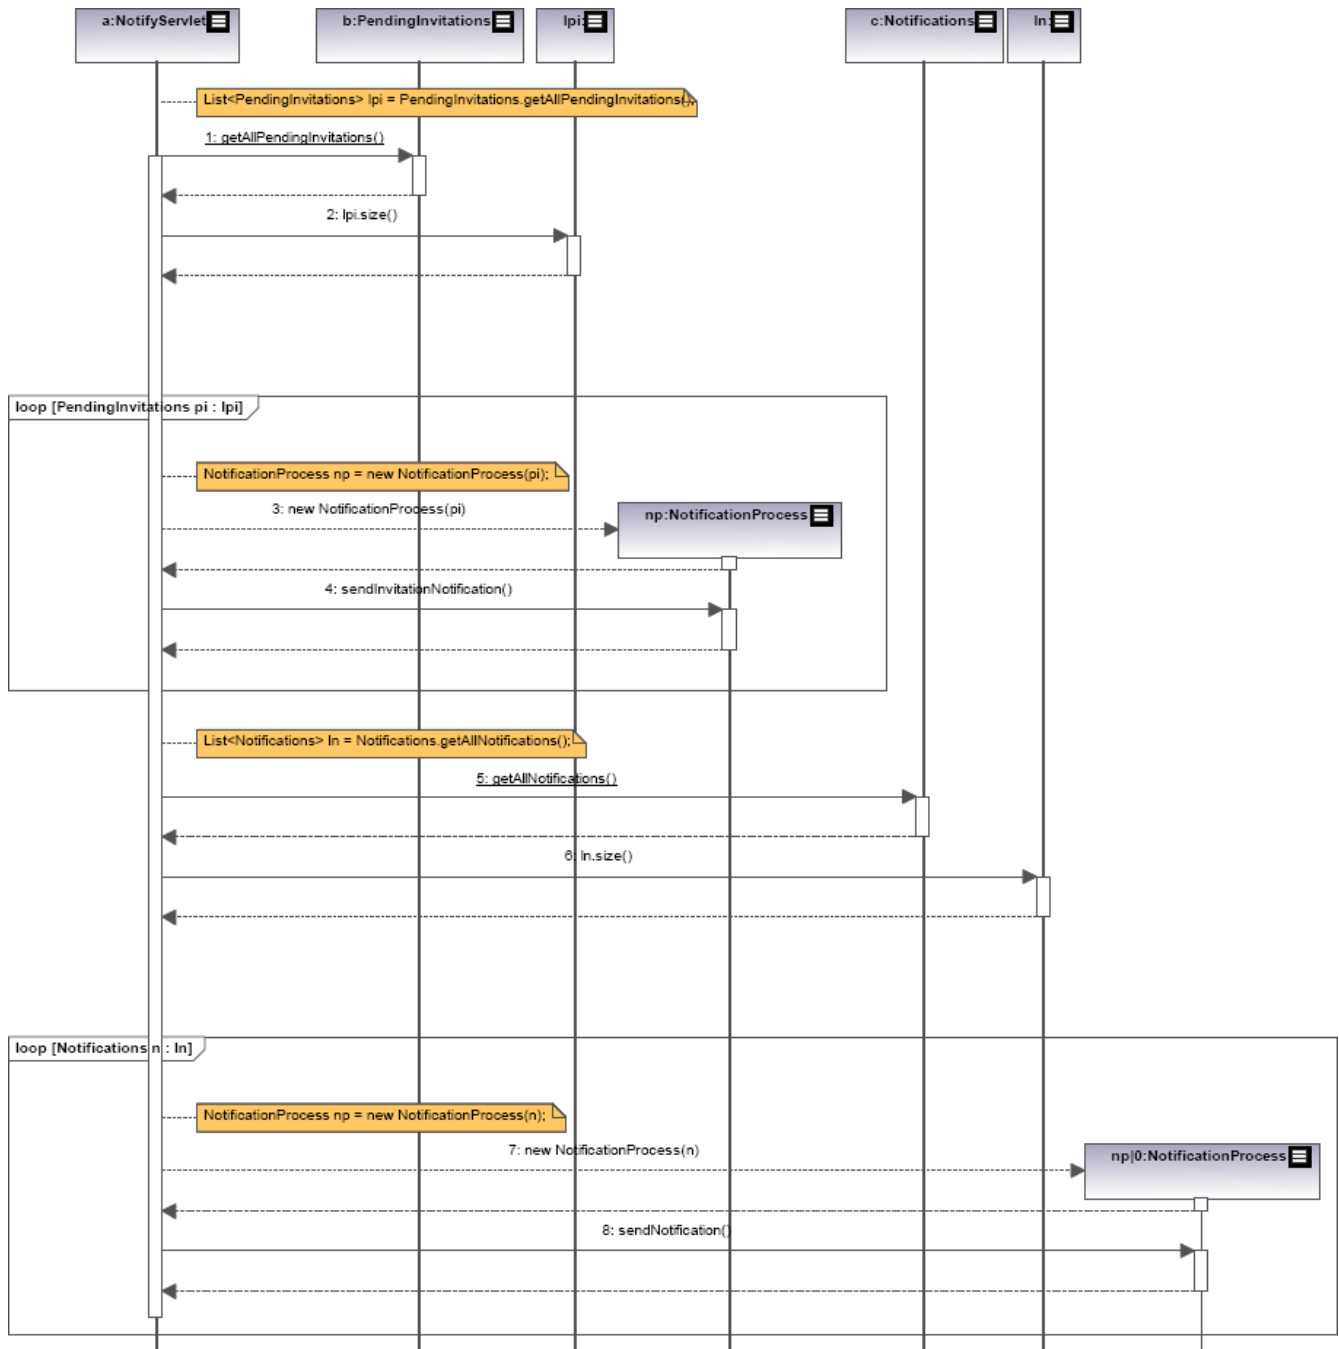 a:NotifyServlet
b:PendingInvitations
lpi:
c:Notifications
ln:
List<PendingInvitations> lpi = PendingInvitations.getAllPendingInvitations();
1: getAllPendingInvitations()
2: lpi.size()
loop [PendingInvitations pi : lpi]
NotificationProcess np = new NotificationProcess(pi);
3: new NotificationProcess(pi)
np:NotificationProcess
4: sendInvitationNotification()
List<Notifications> ln = Notifications.getAllNotifications();
5: getAllNotifications()
6: ln.size()
loop [Notifications n : ln]
NotificationProcess np = new NotificationProcess(n);
7: new NotificationProcess(n)
np|0:NotificationProcess
8: sendNotification()